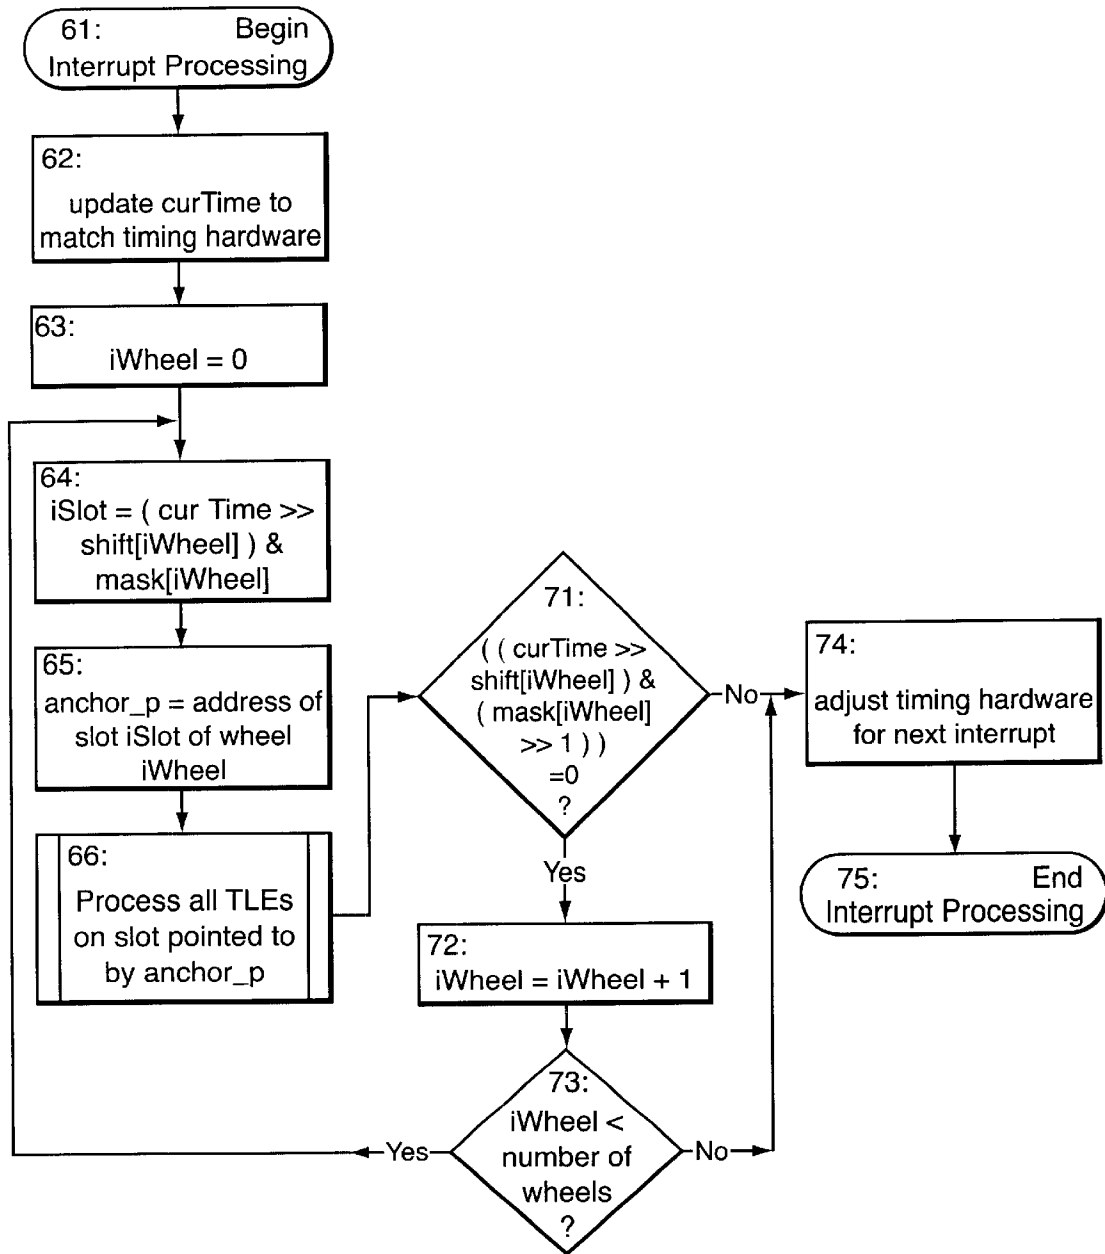 61: Begin
Interrupt Processing
62:
update curTime to
match timing hardware
63:
iWheel = 0
64:
iSlot = ( cur Time >>
shift[iWheel] ) &
mask[iWheel]
65:
anchor_p = address of
slot iSlot of wheel
iWheel
66:
Process all TLEs
on slot pointed to
by anchor_p
71:
( ( curTime >>
shift[iWheel] ) &
( mask[iWheel]
>> 1 ) )
=0
?
No
Yes
72:
iWheel = iWheel + 1
73:
iWheel <
number of
wheels
?
Yes
No
74:
adjust timing hardware
for next interrupt
75: End
Interrupt Processing